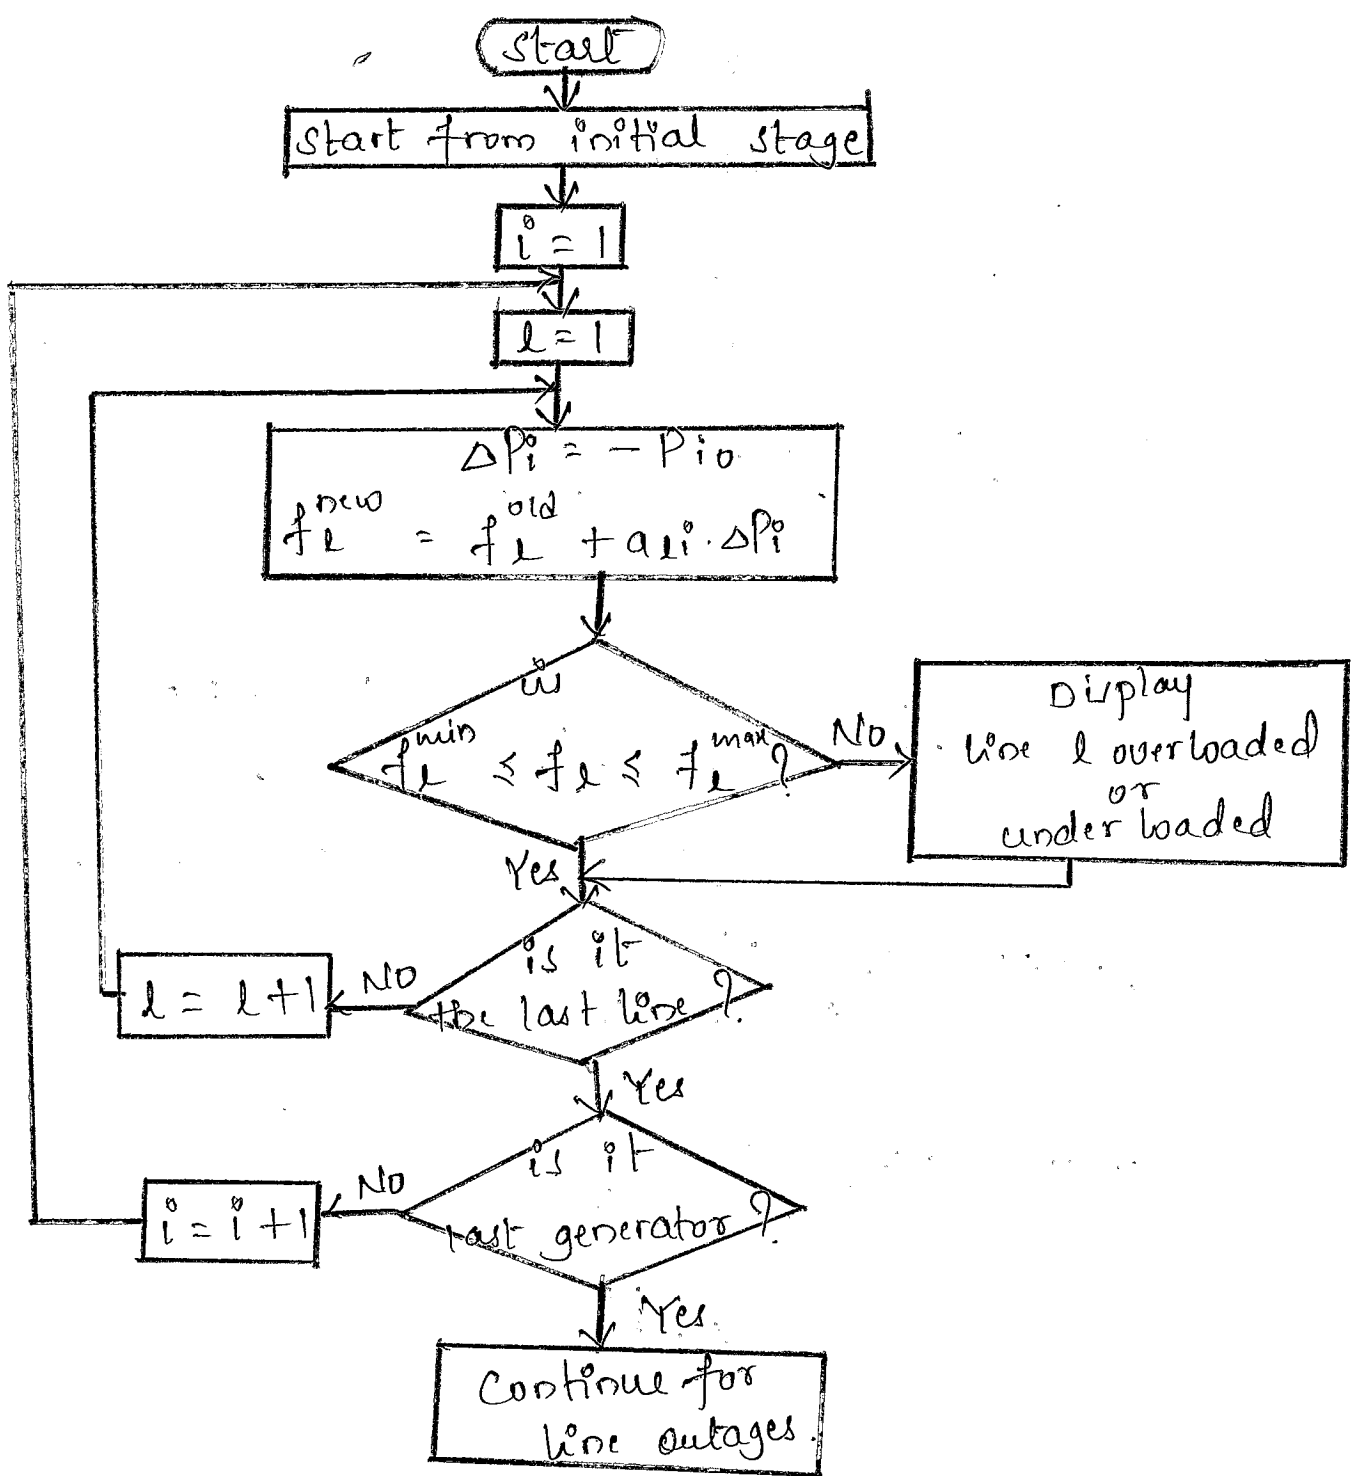 start
start from initial stage
i = 1
l = 1
ΔPi = - Pio
fl^new = fl^old + ali . ΔPi
is
fl^min ≤ fl ≤ fl^max ?
No
Display
line l overloaded
or
under loaded
Yes
is it
the last line ?
No
l = l+1
Yes
is it
last generator ?
No
i = i +1
Yes
Continue for
line outages.